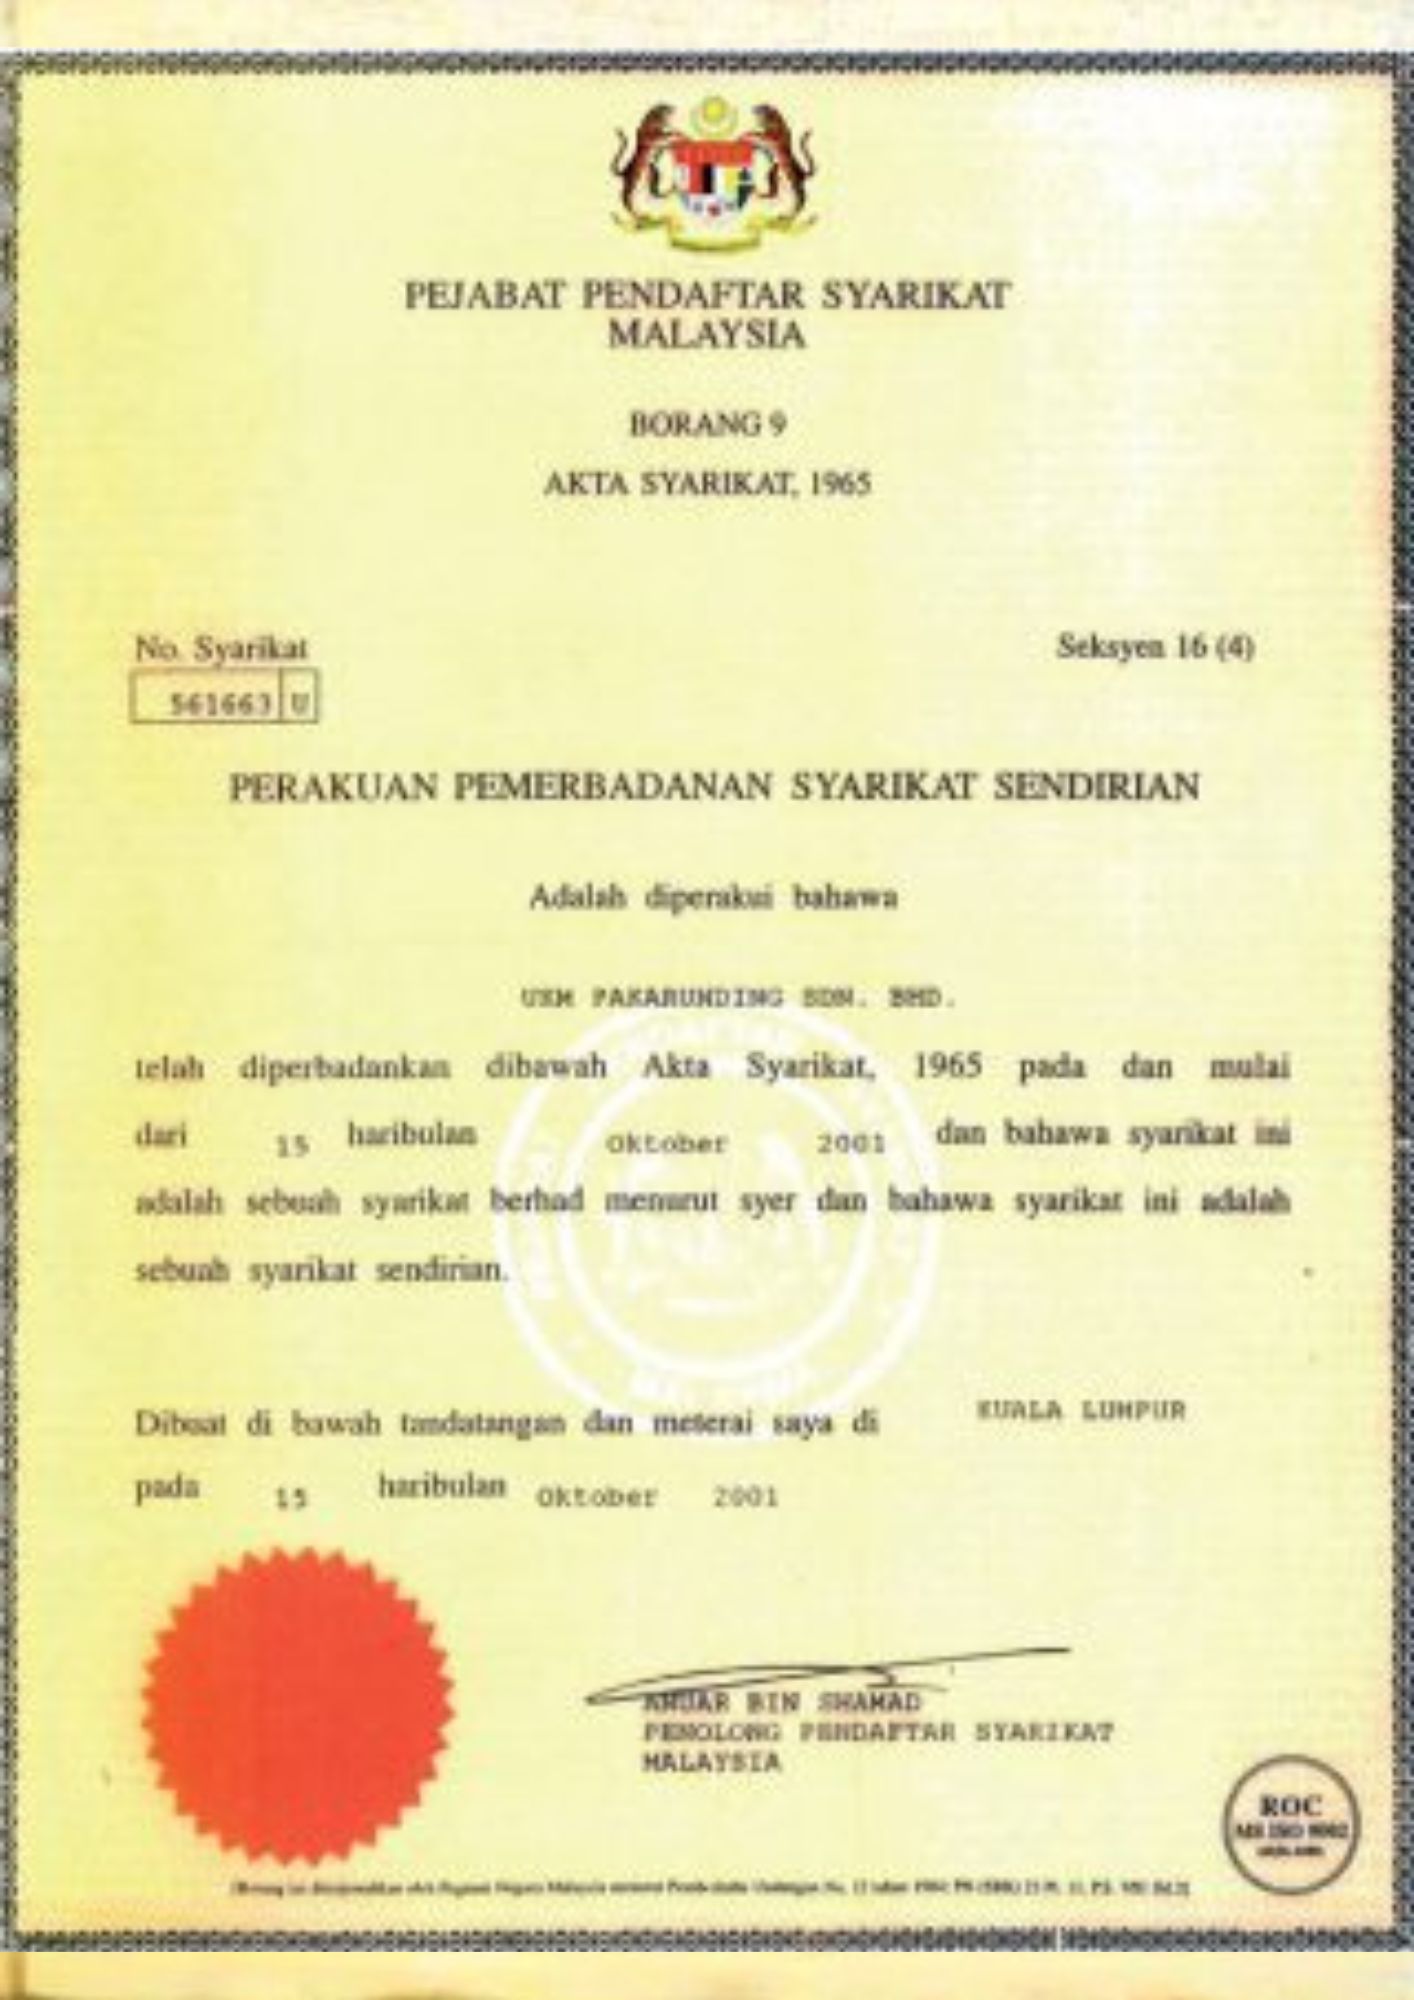 PEJABAT PENDAFTAR SYARIKAT
MALAYSIA
BORANG 9
AKTA SYARIKAT, 1965
No. Syarikat
Seksyen 16 (4)
561663 U
PERAKUAN PEMERBADANAN SYARIKAT SENDIRIAN
Adalah diperakui bahawa
UKM PAKARUNDING SDN. BHD.
telah diperbadankan dibawah Akta Syarikat, 1965 pada dan mulai
dari 15 haribulan Oktober 2001 dan bahawa syarikat ini
adalah sebuah syarikat berhad menurut syer dan bahawa syarikat ini adalah
sebuah syarikat sendirian.
Dibuat di bawah tandatangan dan meterai saya di KUALA LUMPUR
pada 15 haribulan Oktober 2001
BIN SHAMAD
PENOLONG PENDAFTAR SYARIKAT
MALAYSIA
ROC
MS ISO 9002